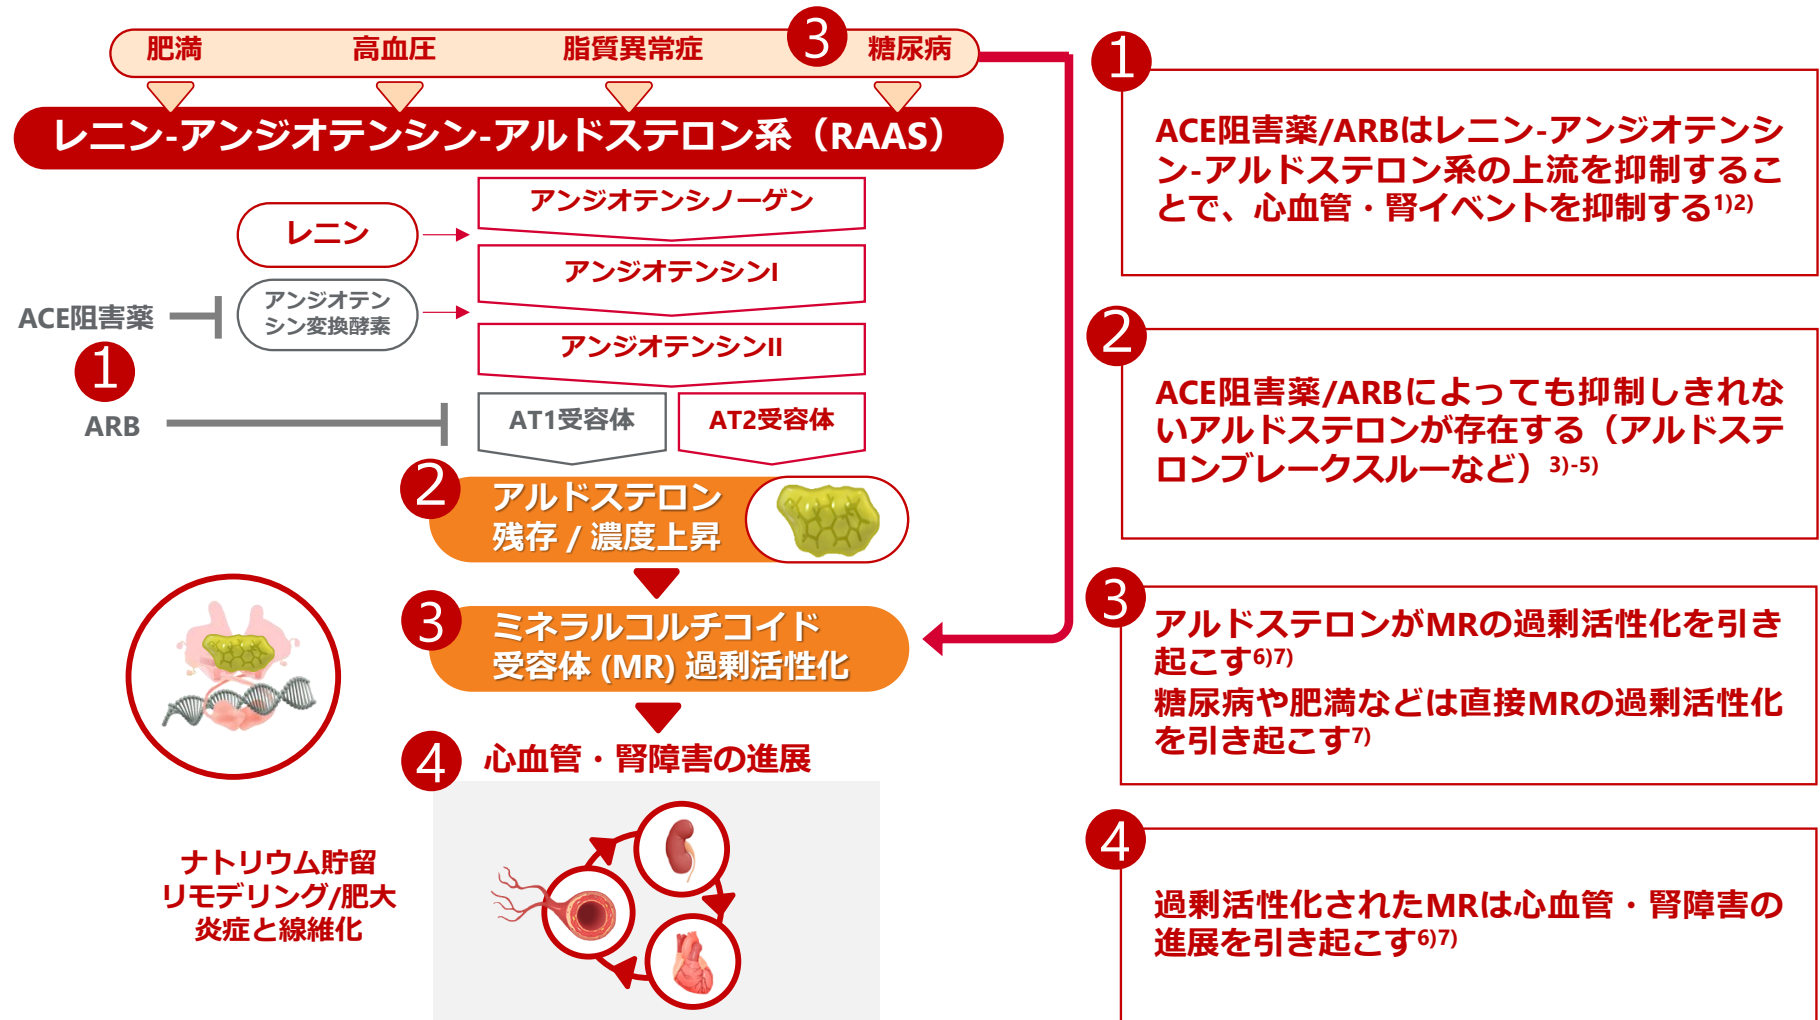 肥満 高血圧 脂質異常症 3 糖尿病
レニン-アンジオテンシン-アルドステロン系（RAAS）
アンジオテンシノーゲン
レニン
アンジオテンシンI
アンジオテン
シン変換酵素
ACE阻害薬
1
アンジオテンシンII
ARB
AT1受容体 AT2受容体
2
アルドステロン
残存 / 濃度上昇
3
ミネラルコルチコイド
受容体 (MR) 過剰活性化
4
心血管・腎障害の進展
ナトリウム貯留
リモデリング/肥大
炎症と線維化
1
ACE阻害薬/ARBはレニン-アンジオテンシ
ン-アルドステロン系の上流を抑制するこ
とで、心血管・腎イベントを抑制する1)2)
2
ACE阻害薬/ARBによっても抑制しきれな
いアルドステロンが存在する（アルドステ
ロンブレークスルーなど）3)-5)
3
アルドステロンがMRの過剰活性化を引き
起こす6)7)
糖尿病や肥満などは直接MRの過剰活性化
を引き起こす7)
4
過剰活性化されたMRは心血管・腎障害の
進展を引き起こす6)7)